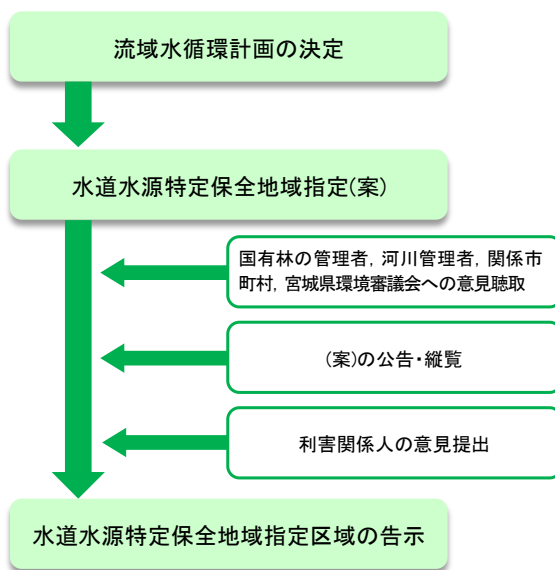 流域水循環計画の決定
水道水源特定保全地域指定(案)
国有林の管理者, 河川管理者, 関係市
町村, 宮城県環境審議会への意見聴取
(案)の公告・縦覧
利害関係人の意見提出
水道水源特定保全地域指定区域の告示